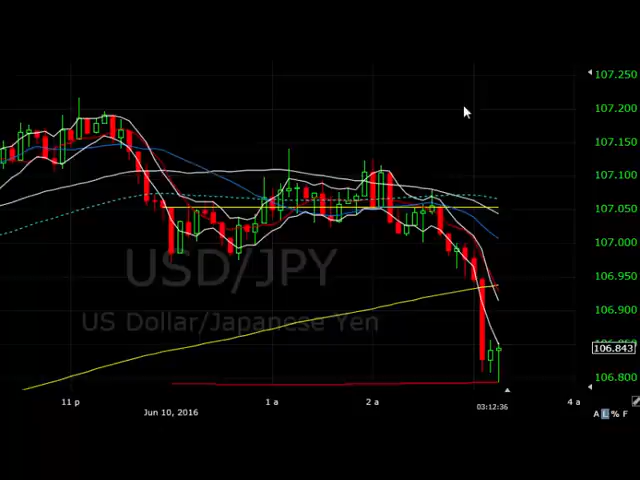 107.250
107.200
107.150
107.100
107.050
107.000
106.950
106.900
106.843
106.800
USD/JPY
US Dollar/Japanese Yen
11 p
1 a
2 a
03:12:36
4 a
Jun 10, 2016
A L % F